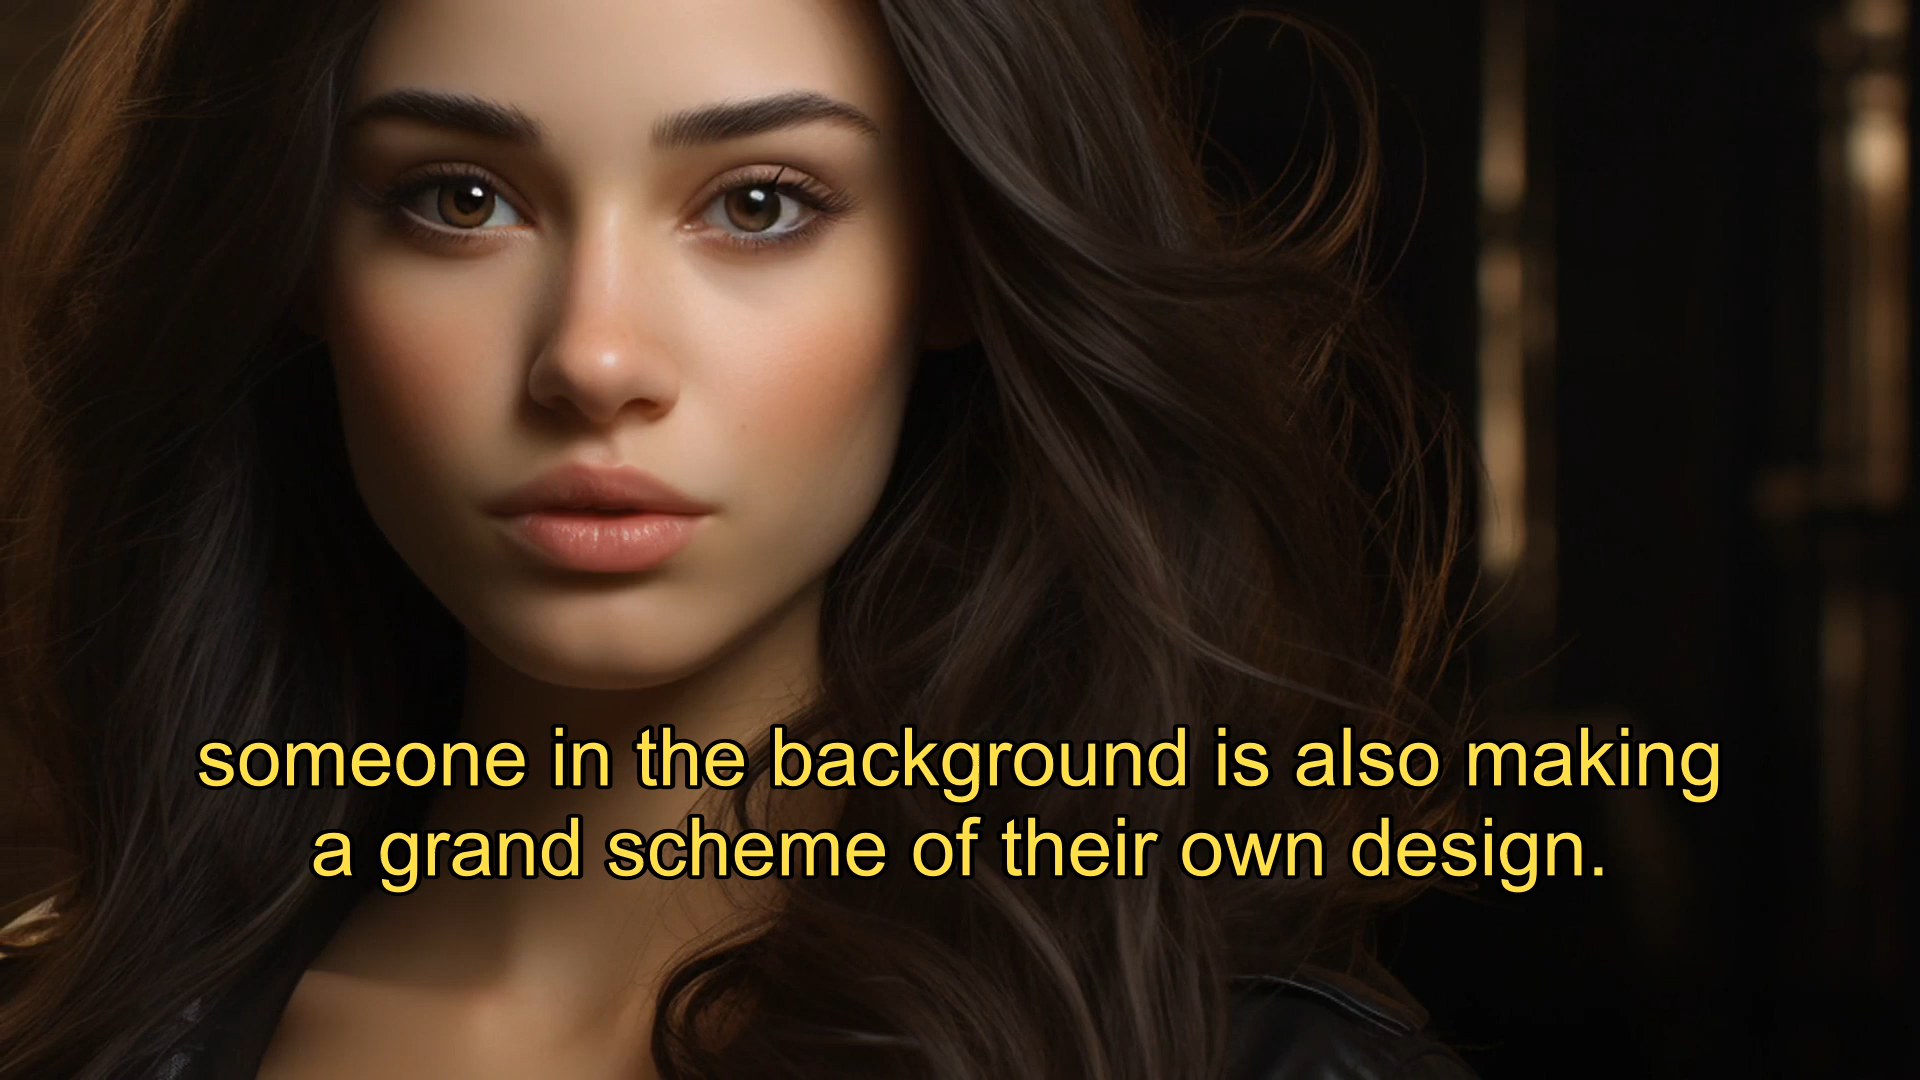 someone in the background is also making
a grand scheme of their own design.